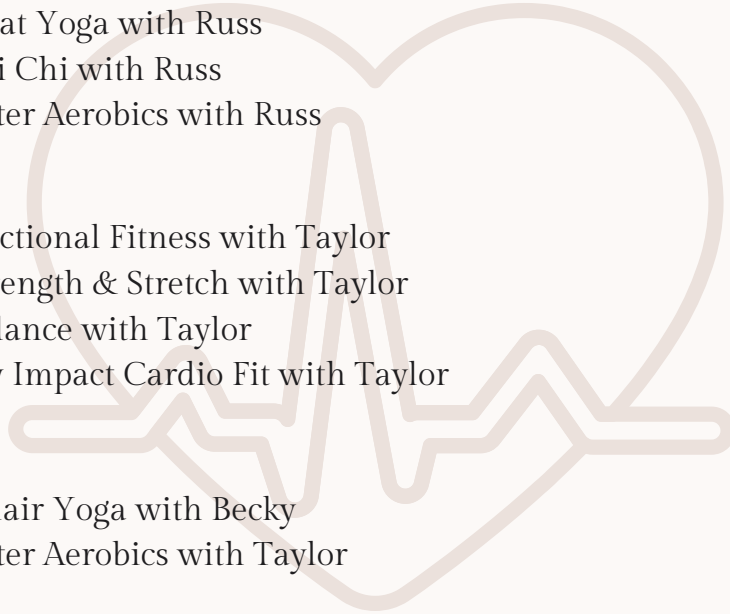 at Yoga with Russ
i Chi with Russ
ter Aerobics with Russ
ctional Fitness with Taylor
ength & Stretch with Taylor
lance with Taylor
Impact Cardio Fit with Taylor
air Yoga with Becky
ter Aerobics with Taylor